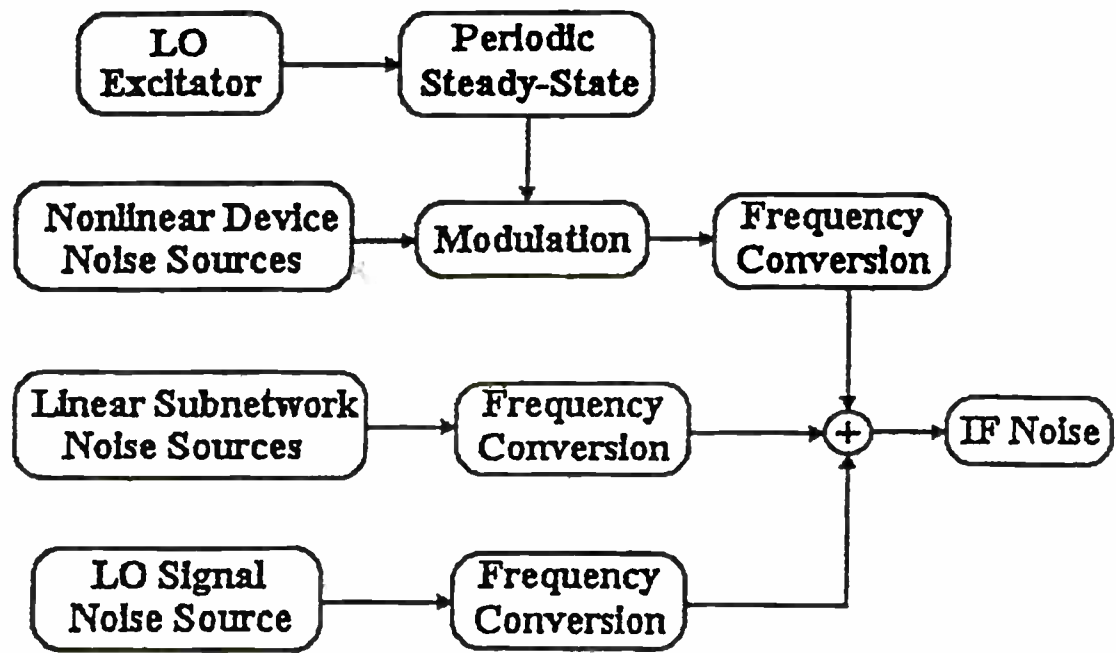 LO
Excitator
Periodic
Steady-State
Nonlinear Device
Noise Sources
Modulation
Frequency
Conversion
Linear Subnetwork
Noise Sources
Frequency
Conversion
+
IF Noise
LO Signal
Noise Source
Frequency
Conversion